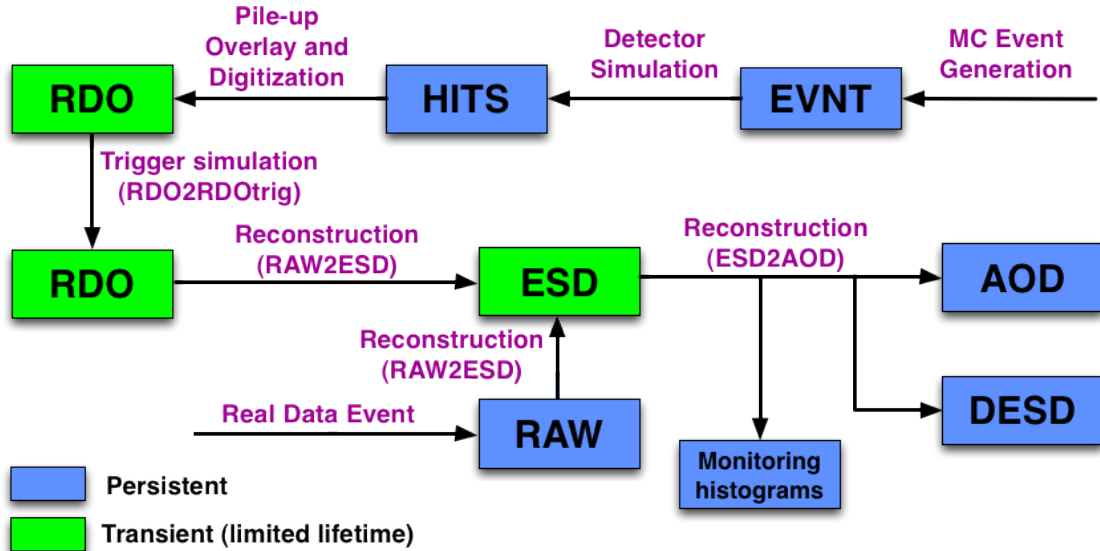 Pile-up
Overlay and
Digitization
Detector
Simulation
MC Event
Generation
RDO
HITS
EVNT
Trigger simulation
(RDO2RDOtrig)
Reconstruction
(RAW2ESD)
Reconstruction
(ESD2AOD)
RDO
ESD
AOD
Reconstruction
(RAW2ESD)
Real Data Event
RAW
DESD
Monitoring
histograms
Persistent
Transient (limited lifetime)